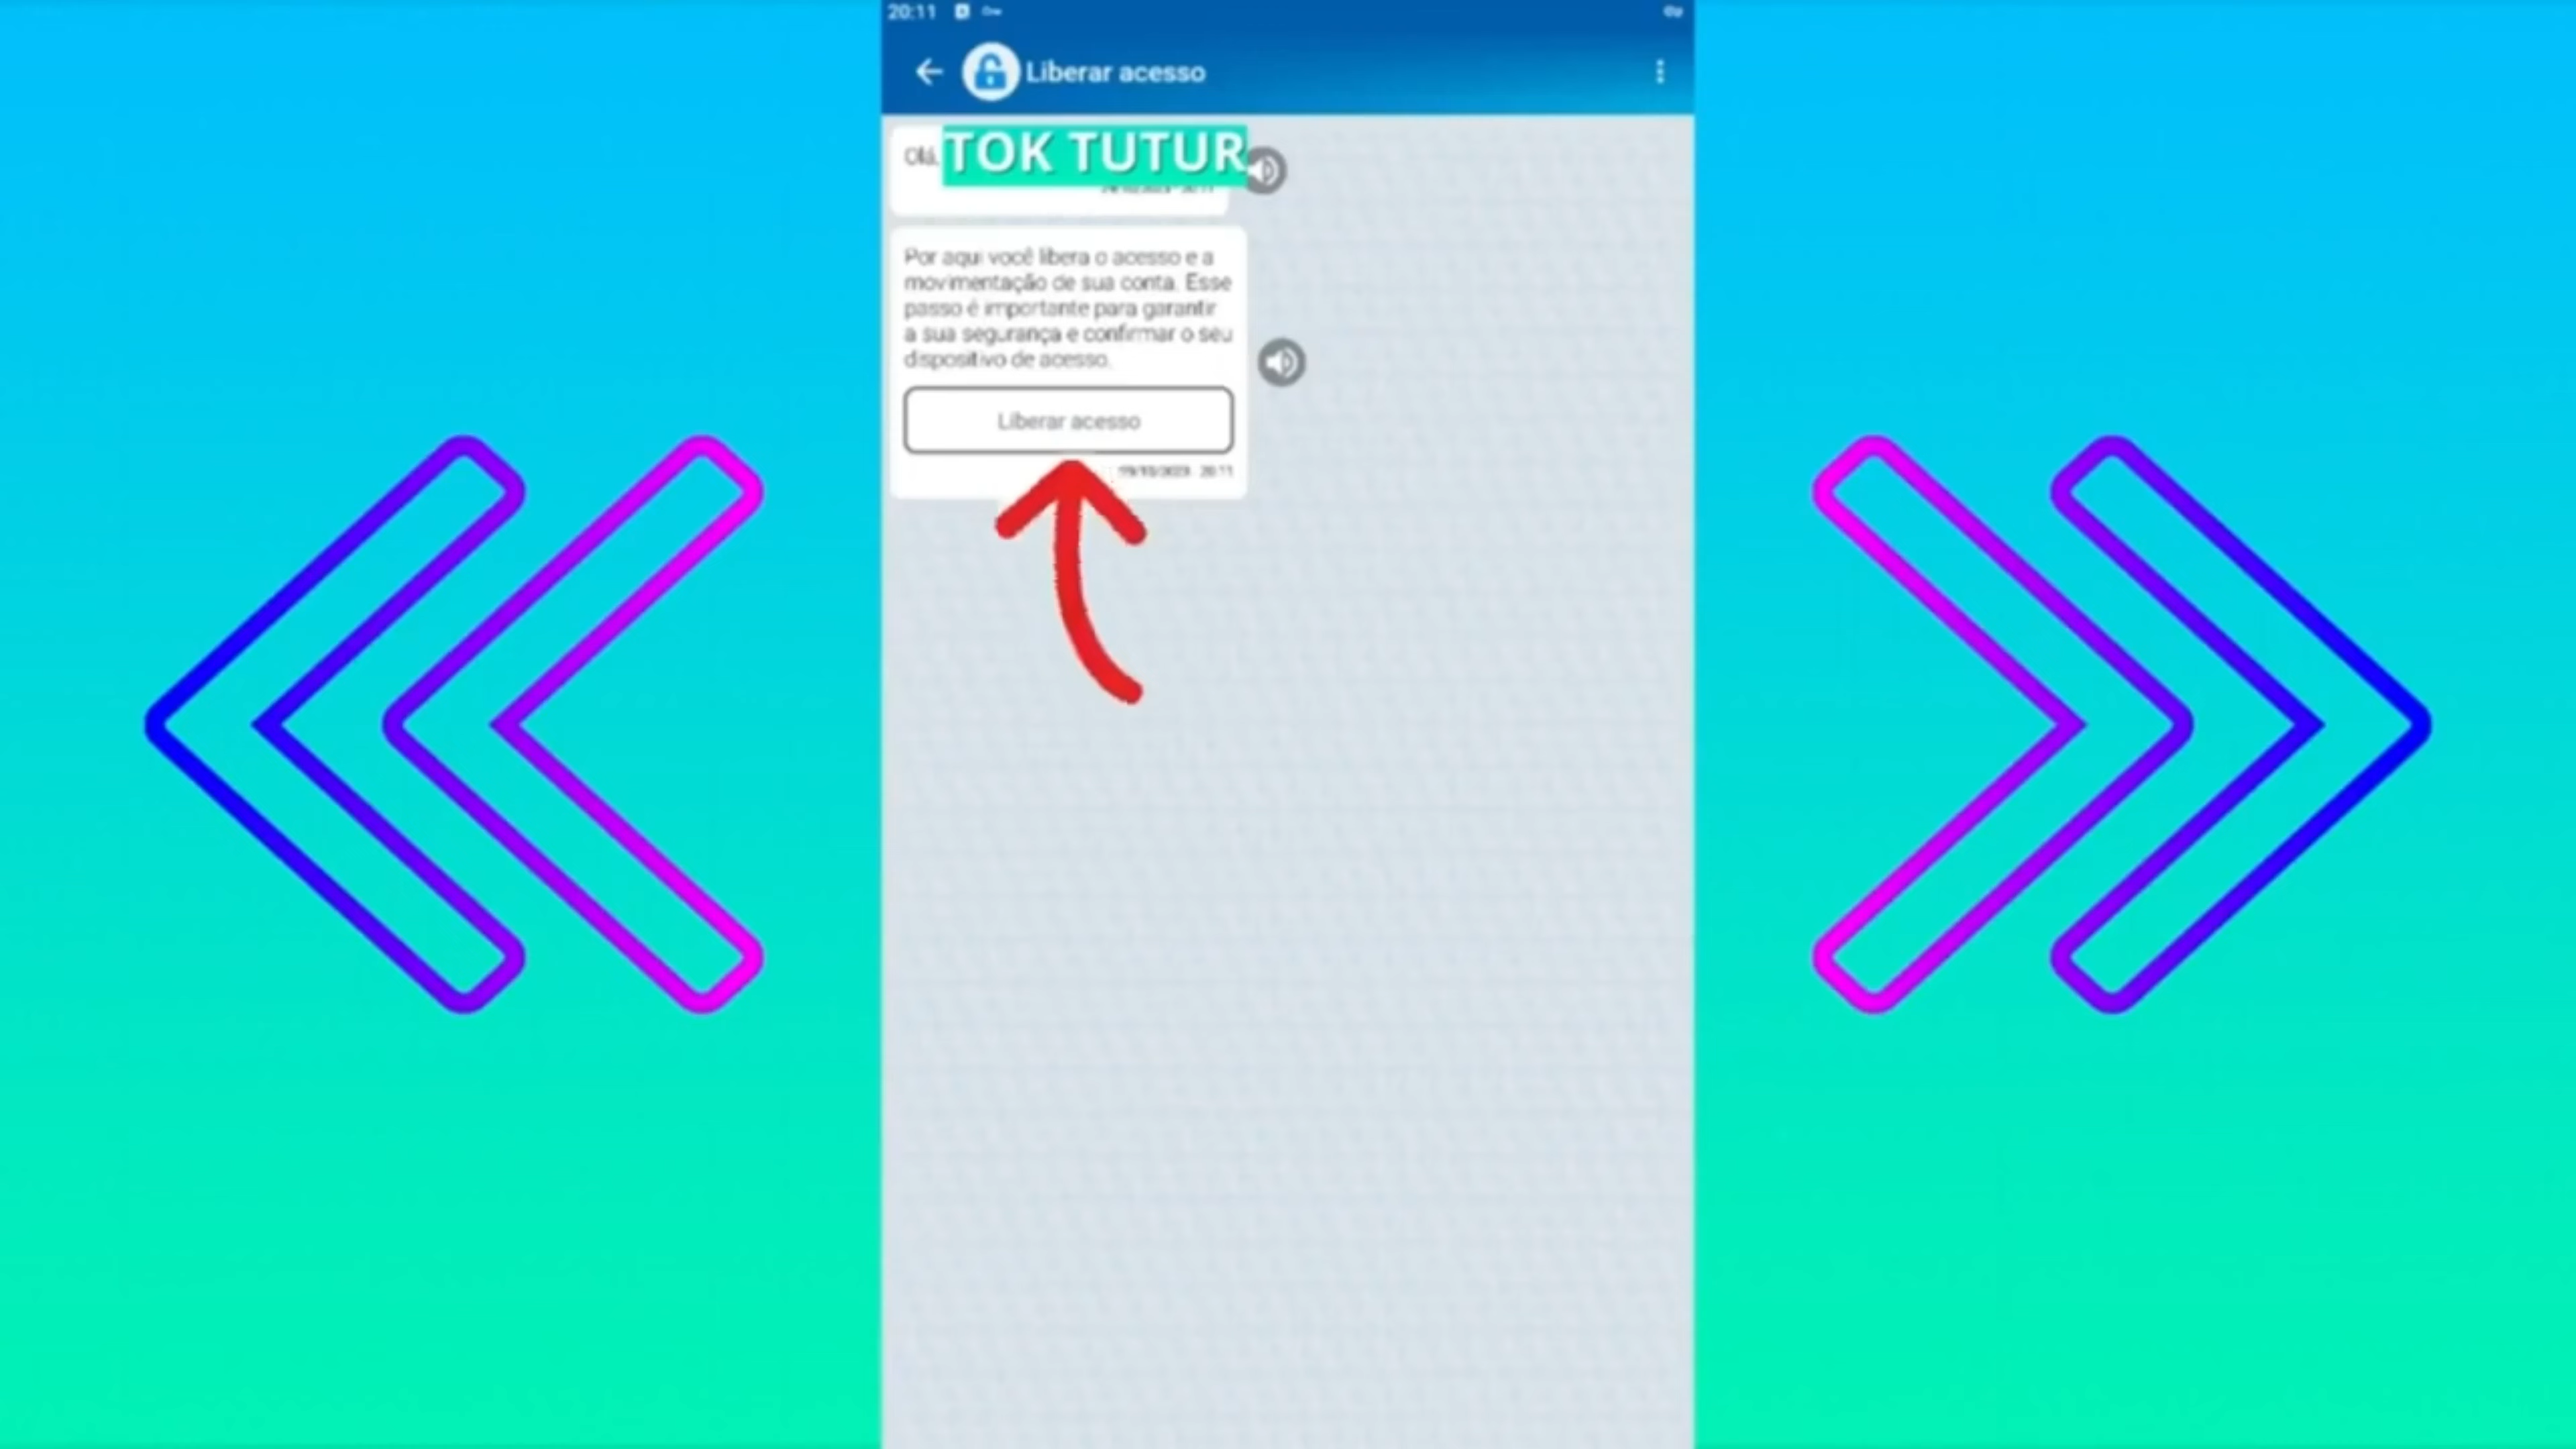 20:11
Liberar acesso
Olá,
TOK TUTUR
Por aqui você libera o acesso e a
movimentação de sua conta. Esse
passo é importante para garantir
a sua segurança e confirmar o seu
dispositivo de acesso.
Liberar acesso